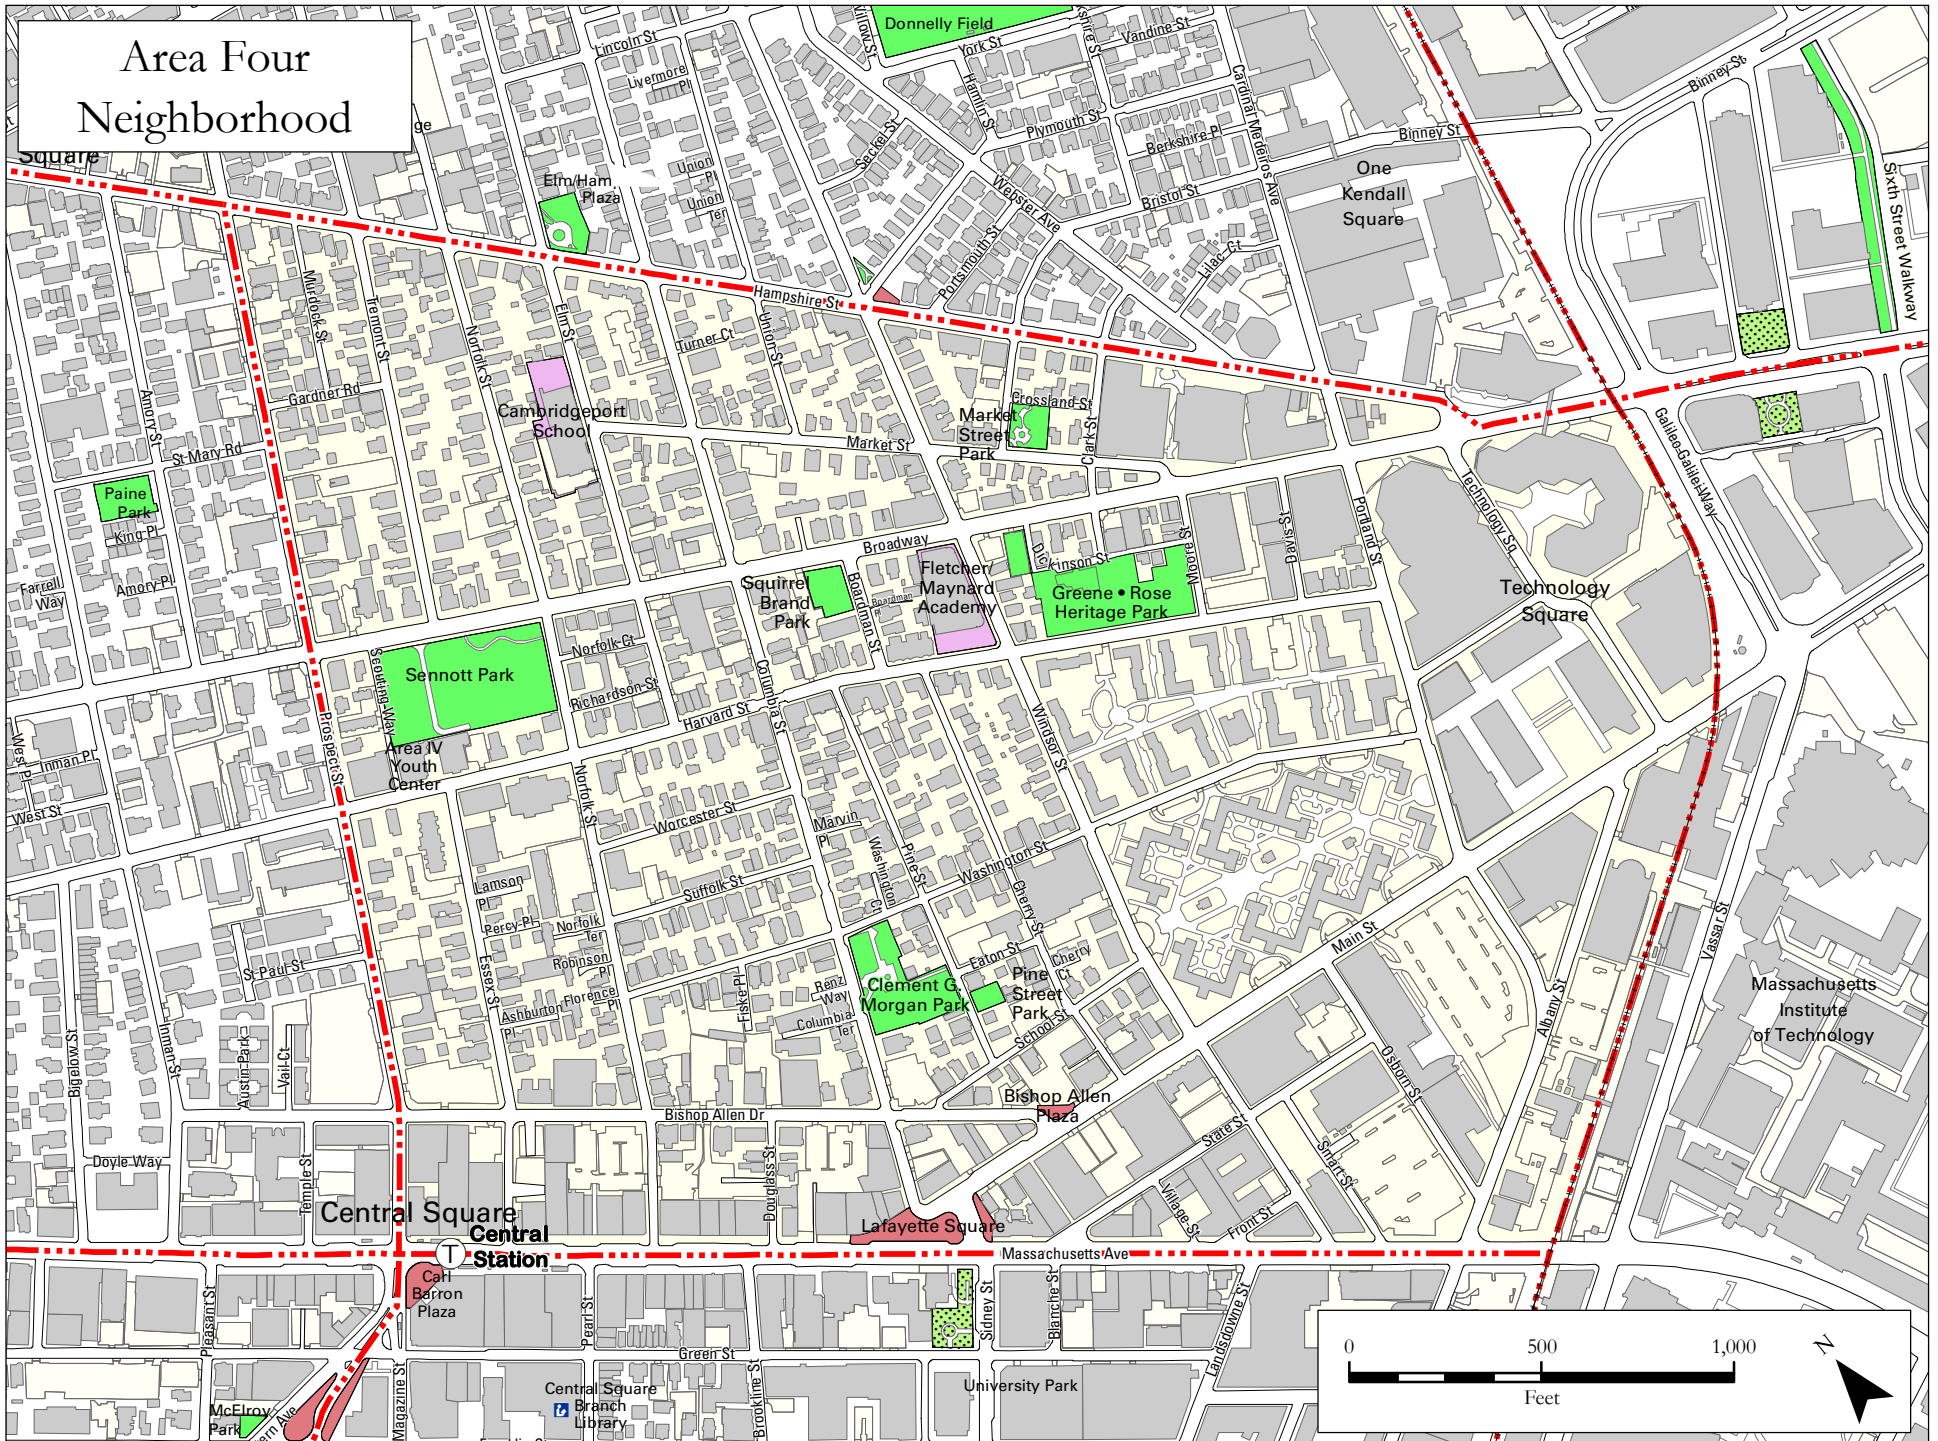 Area Four
Neighborhood
Square
Donnelly Field
Willow St
York St
Vandine St
Lincoln St
Livermore
Pl
Hamlin St
Plymouth St
Berkshire Pl
Cardinal Medeiros Ave
Binney St
Binney St
Seckel St
Union
Pl
Union
Ter
Elm/Ham.
Plaza
Webster Ave
Bristol St
Portsmouth St
Lilac Ct
One
Kendall
Square
Sixth Street Walkway
Hampshire St
Murdock St
Tremont St
Norfolk St
Elm St
Turner Ct
Union St
Gardner Rd
Amory St
St Mary Rd
Cambridgeport
School
Market St
Market
Street
Park
Crossland St
Clark St
Galileo Galilei Way
Technology Sq
Portland St
Davis St
Moore St
Paine
Park
King Pl
Amory Pl
Farrell
Way
Broadway
Squirrel
Brand
Park
Boardman St
Boardman
Pl
Fletcher/
Maynard
Academy
Dickinson St
Greene • Rose
Heritage Park
Technology
Square
Norfolk Ct
Richardson St
Sennott Park
Scouting Way
Columbia St
Harvard St
Windsor St
Prospect St
Area IV
Youth
Center
West Pl
Inman Pl
West St
Norfolk St
Worcester St
Marvin
Pl
Washington
Ct
Pine St
Washington St
Cherry St
Suffolk St
Lamson
Pl
Percy Pl
Norfolk
Ter
Robinson
Pl
Essex St
Florence
Pl
Ashburton
Pl
St Paul St
Fiske Pl
Renz
Way
Columbia
Ter
Clement G.
Morgan Park
Eaton St
Cherry
Ct
Pine
Street
Park
School St
Main St
Albany St
Vassar St
Massachusetts
Institute
of Technology
Osborn St
Bigelow St
Inman St
Austin Park
Vail Ct
Bishop Allen Dr
Bishop Allen
Plaza
State St
Smart St
Village St
Front St
Doyle Way
Temple St
Douglass St
Central Square
Central
Station
T
Lafayette Square
Massachusetts Ave
Carl
Barron
Plaza
Pleasant St
Pearl St
Sidney St
Blanche St
Landsdowne St
Green St
Magazine St
Brookline St
Central Square
Branch
Library
University Park
McElroy
Park
0
500
1,000
Feet
N